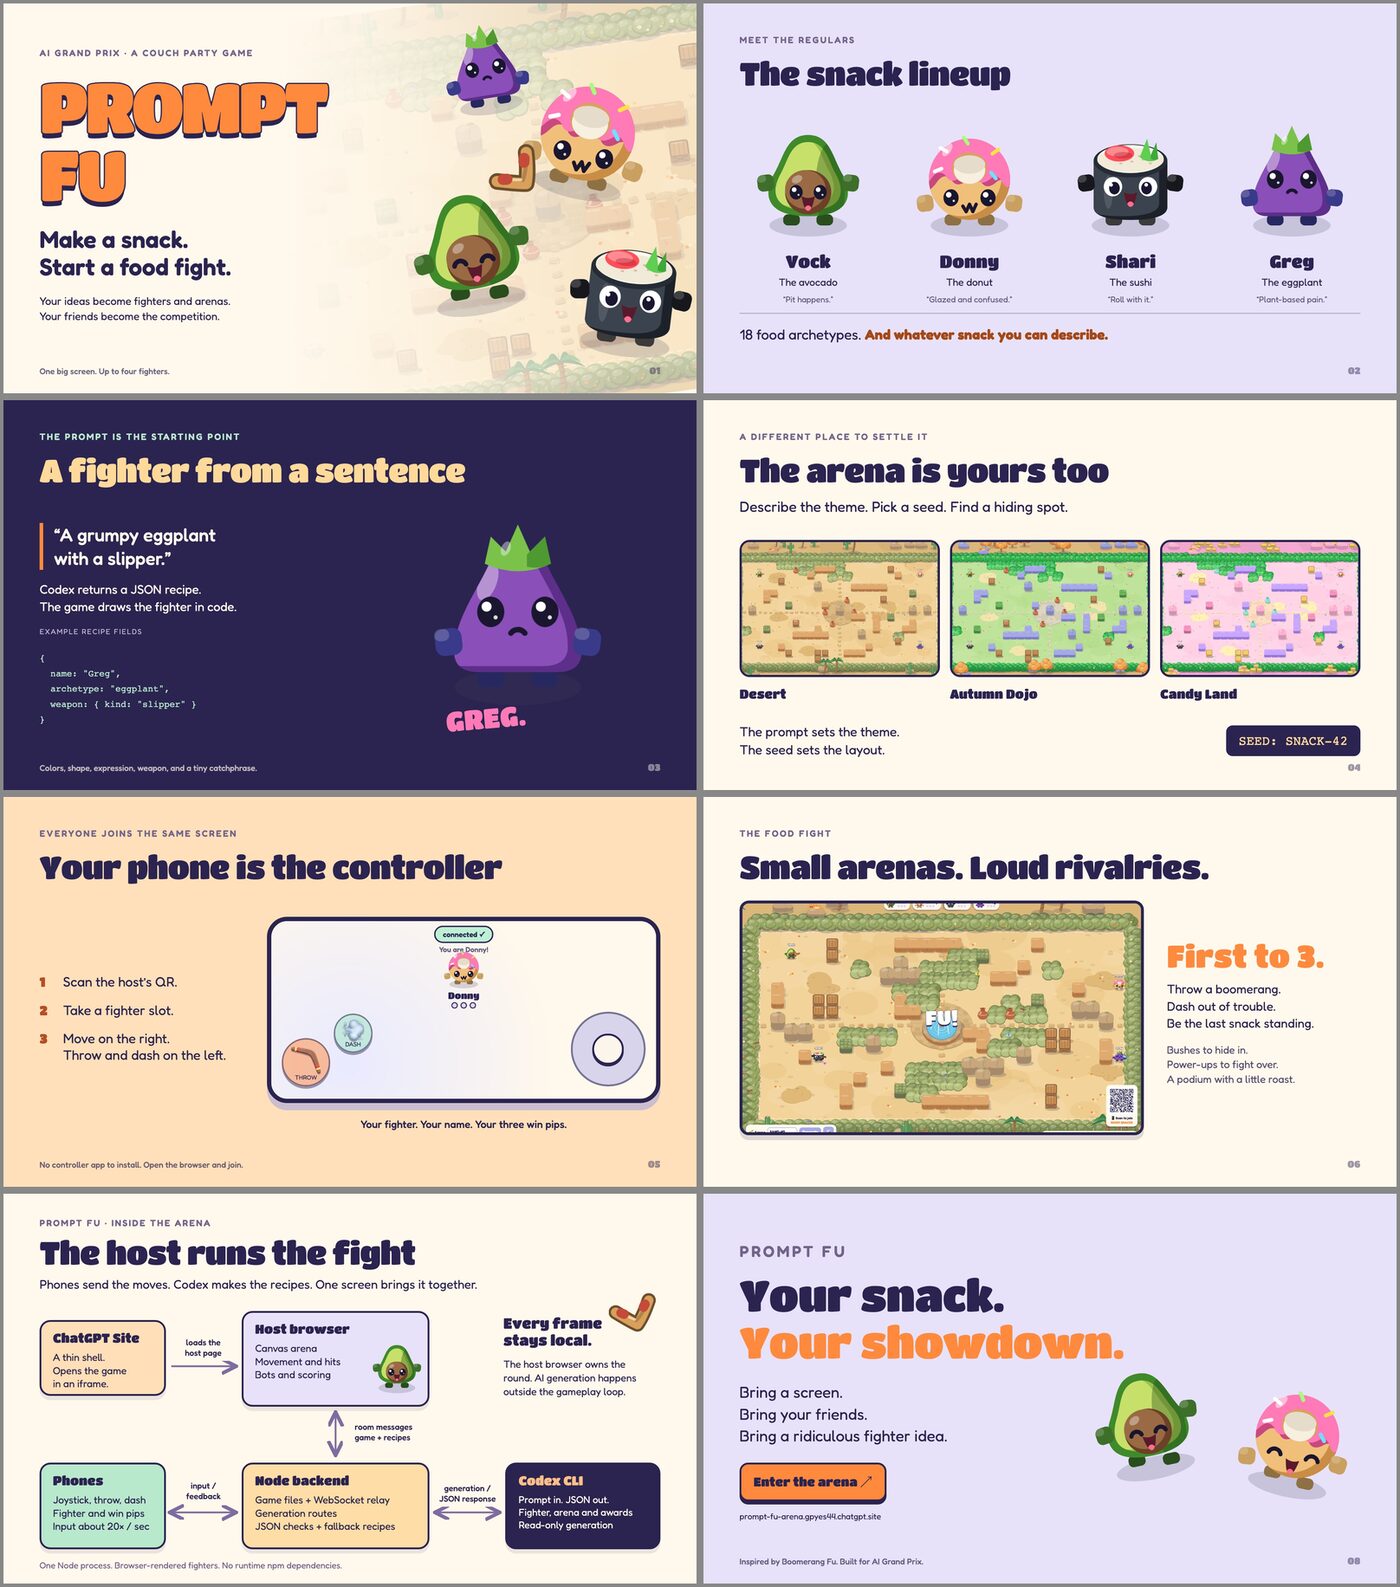 AI GRAND PRIX · A COUCH PARTY GAME
PROMPT
FU
Make a snack.
Start a food fight.
Your ideas become fighters and arenas.
Your friends become the competition.
One big screen. Up to four fighters.
01
MEET THE REGULARS
The snack lineup
Vock
The avocado
"Pit happens."
Donny
The donut
"Glazed and confused."
Shari
The sushi
"Roll with it."
Greg
The eggplant
"Plant-based pain."
18 food archetypes. And whatever snack you can describe.
02
THE PROMPT IS THE STARTING POINT
A fighter from a sentence
“A grumpy eggplant
with a slipper.”
Codex returns a JSON recipe.
The game draws the fighter in code.
EXAMPLE RECIPE FIELDS
{
name: "Greg",
archetype: "eggplant",
weapon: { kind: "slipper" }
}
GREG.
Colors, shape, expression, weapon, and a tiny catchphrase.
03
A DIFFERENT PLACE TO SETTLE IT
The arena is yours too
Describe the theme. Pick a seed. Find a hiding spot.
Desert
Autumn Dojo
Candy Land
The prompt sets the theme.
The seed sets the layout.
SEED: SNACK-42
04
EVERYONE JOINS THE SAME SCREEN
Your phone is the controller
1 Scan the host's QR.
2 Take a fighter slot.
3 Move on the right.
Throw and dash on the left.
connected ✓
You are Donny!
Donny
DASH
THROW
Your fighter. Your name. Your three win pips.
No controller app to install. Open the browser and join.
05
THE FOOD FIGHT
Small arenas. Loud rivalries.
FU!
First to 3.
Throw a boomerang.
Dash out of trouble.
Be the last snack standing.
Bushes to hide in.
Power-ups to fight over.
A podium with a little roast.
06
PROMPT FU · INSIDE THE ARENA
The host runs the fight
Phones send the moves. Codex makes the recipes. One screen brings it together.
ChatGPT Site
A thin shell.
Opens the game
in an iframe.
loads the
host page
Host browser
Canvas arena
Movement and hits
Bots and scoring
Every frame
stays local.
The host browser owns the
round. AI generation happens
outside the gameplay loop.
room messages
game + recipes
Phones
Joystick, throw, dash
Fighter and win pips
Input about 20× / sec
input /
feedback
Node backend
Game files + WebSocket relay
Generation routes
JSON checks + fallback recipes
generation /
JSON response
Codex CLI
Prompt in. JSON out.
Fighter, arena and awards
Read-only generation
One Node process. Browser-rendered fighters. No runtime npm dependencies.
PROMPT FU
Your snack.
Your showdown.
Bring a screen.
Bring your friends.
Bring a ridiculous fighter idea.
Enter the arena ↗
prompt-fu-arena.gpyes44.chatgpt.site
Inspired by Boomerang Fu. Built for AI Grand Prix.
08